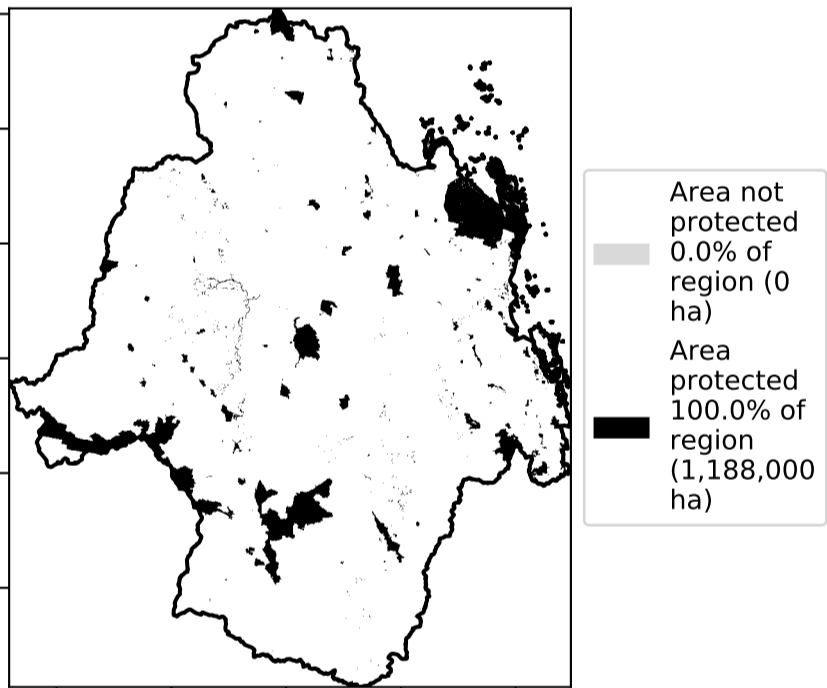 Area not
protected
0.0% of
region (0
ha)
Area
protected
100.0% of
region
(1,188,000
ha)